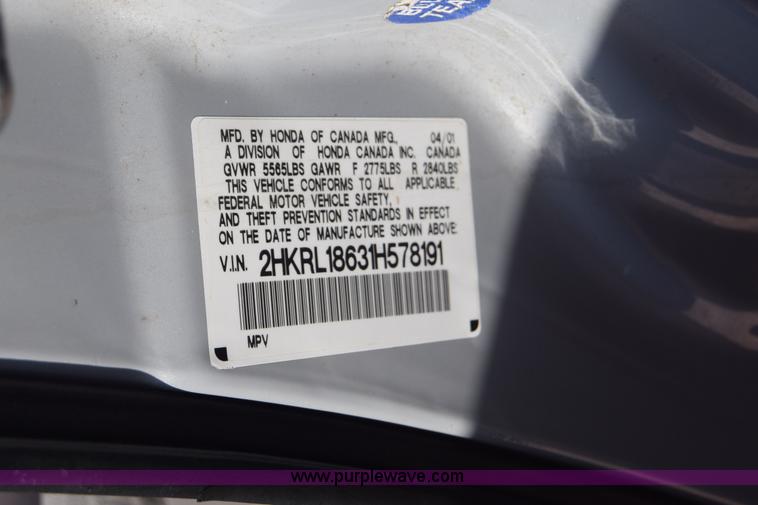 TEA
MFD. BY HONDA OF CANADA MFG., 04/01
A DIVISION OF HONDA CANADA INC. CANADA
GVWR 5565LBS GAWR F 2775LBS R 2840LBS
THIS VEHICLE CONFORMS TO ALL APPLICABLE
FEDERAL MOTOR VEHICLE SAFETY,
AND THEFT PREVENTION STANDARDS IN EFFECT
ON THE DATE OF MANUFACTURE SHOWN ABOVE:
V.I.N. 2HKRL18631H578191
MPV
www.purplewave.com